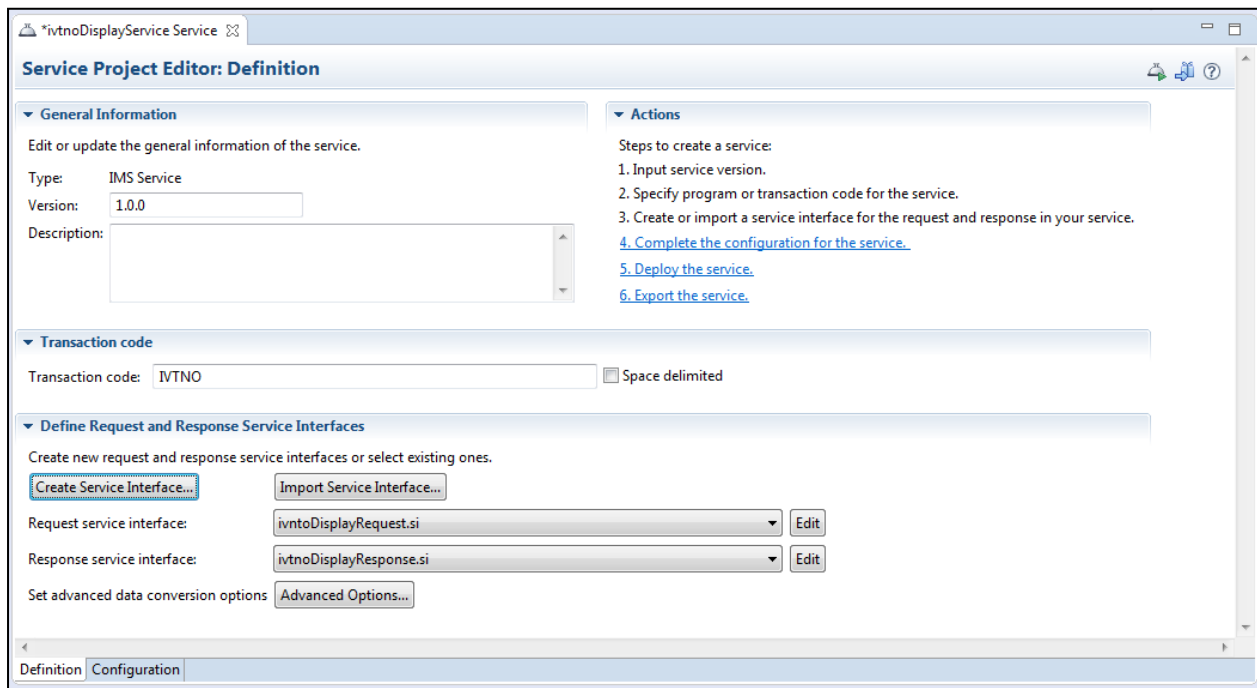 *ivtnoDisplayService Service
Service Project Editor: Definition
General Information
Edit or update the general information of the service.
Type: IMS Service
Version: 1.0.0
Description:
Actions
Steps to create a service:
1. Input service version.
2. Specify program or transaction code for the service.
3. Create or import a service interface for the request and response in your service.
4. Complete the configuration for the service.
5. Deploy the service.
6. Export the service.
Transaction code
Transaction code: IVTNO Space delimited
Define Request and Response Service Interfaces
Create new request and response service interfaces or select existing ones.
Create Service Interface... Import Service Interface...
Request service interface: ivntoDisplayRequest.si Edit
Response service interface: ivtnoDisplayResponse.si Edit
Set advanced data conversion options Advanced Options...
Definition Configuration